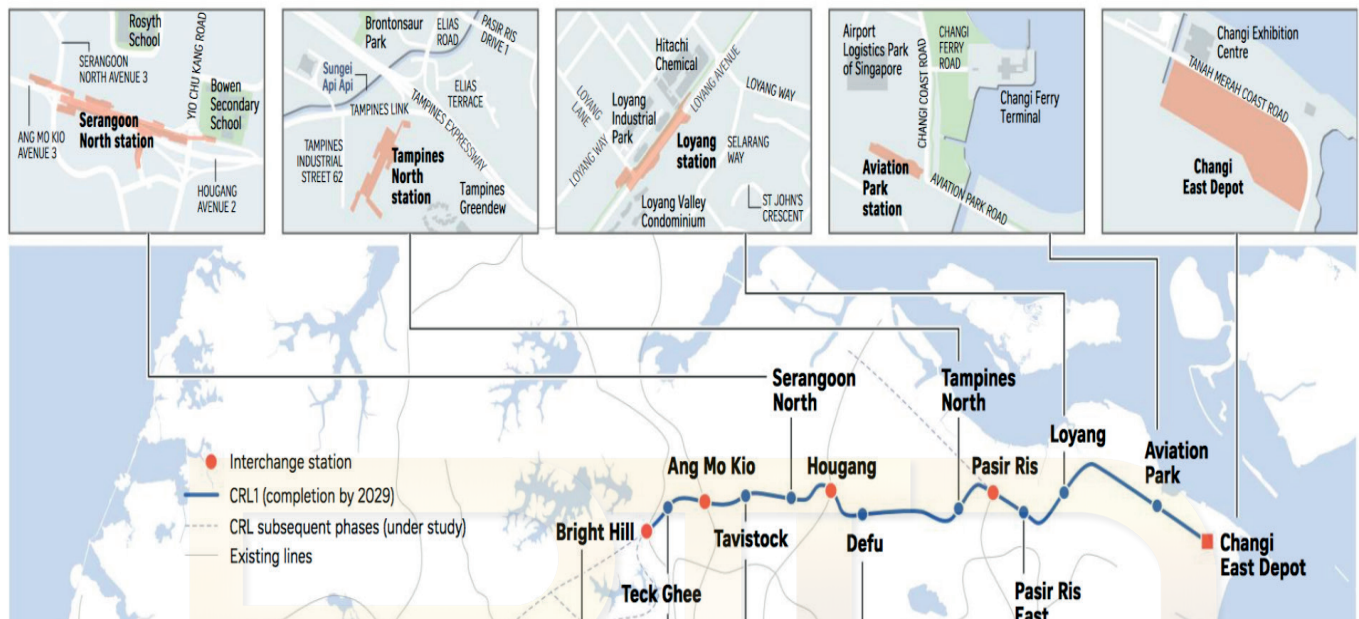 Rosyth
School
SERANGOON
NORTH AVENUE 3
YIO CHU KANG ROAD
Bowen
Secondary
School
Serangoon
North station
ANG MO KIO
AVENUE 3
HOUGANG
AVENUE 2
Brontonsaur
Park
ELIAS
ROAD
PASIR RIS
DRIVE 1
Sungei
Api Api
ELIAS
TERRACE
TAMPINES LINK
TAMPINES EXPRESSWAY
TAMPINES
INDUSTRIAL
STREET 62
Tampines
North
station
Tampines
Greendew
Hitachi
Chemical
LOYANG AVENUE
LOYANG WAY
LOYANG
LANE
Loyang
Industrial
Park
LOYANG WAY
Loyang
station
SELARANG
WAY
Loyang Valley
Condominium
ST JOHN'S
CRESCENT
Airport
Logistics Park
of Singapore
CHANGI
FERRY
ROAD
CHANGI COAST ROAD
Changi Ferry
Terminal
Aviation
Park
station
AVIATION PARK ROAD
Changi Exhibition
Centre
TANAH MERAH COAST ROAD
Changi
East Depot
Serangoon
North
Tampines
North
Loyang
Aviation
Park
Interchange station
CRL1 (completion by 2029)
CRL subsequent phases (under study)
Existing lines
Ang Mo Kio
Hougang
Pasir Ris
Bright Hill
Tavistock
Defu
Changi
East Depot
Teck Ghee
Pasir Ris
East